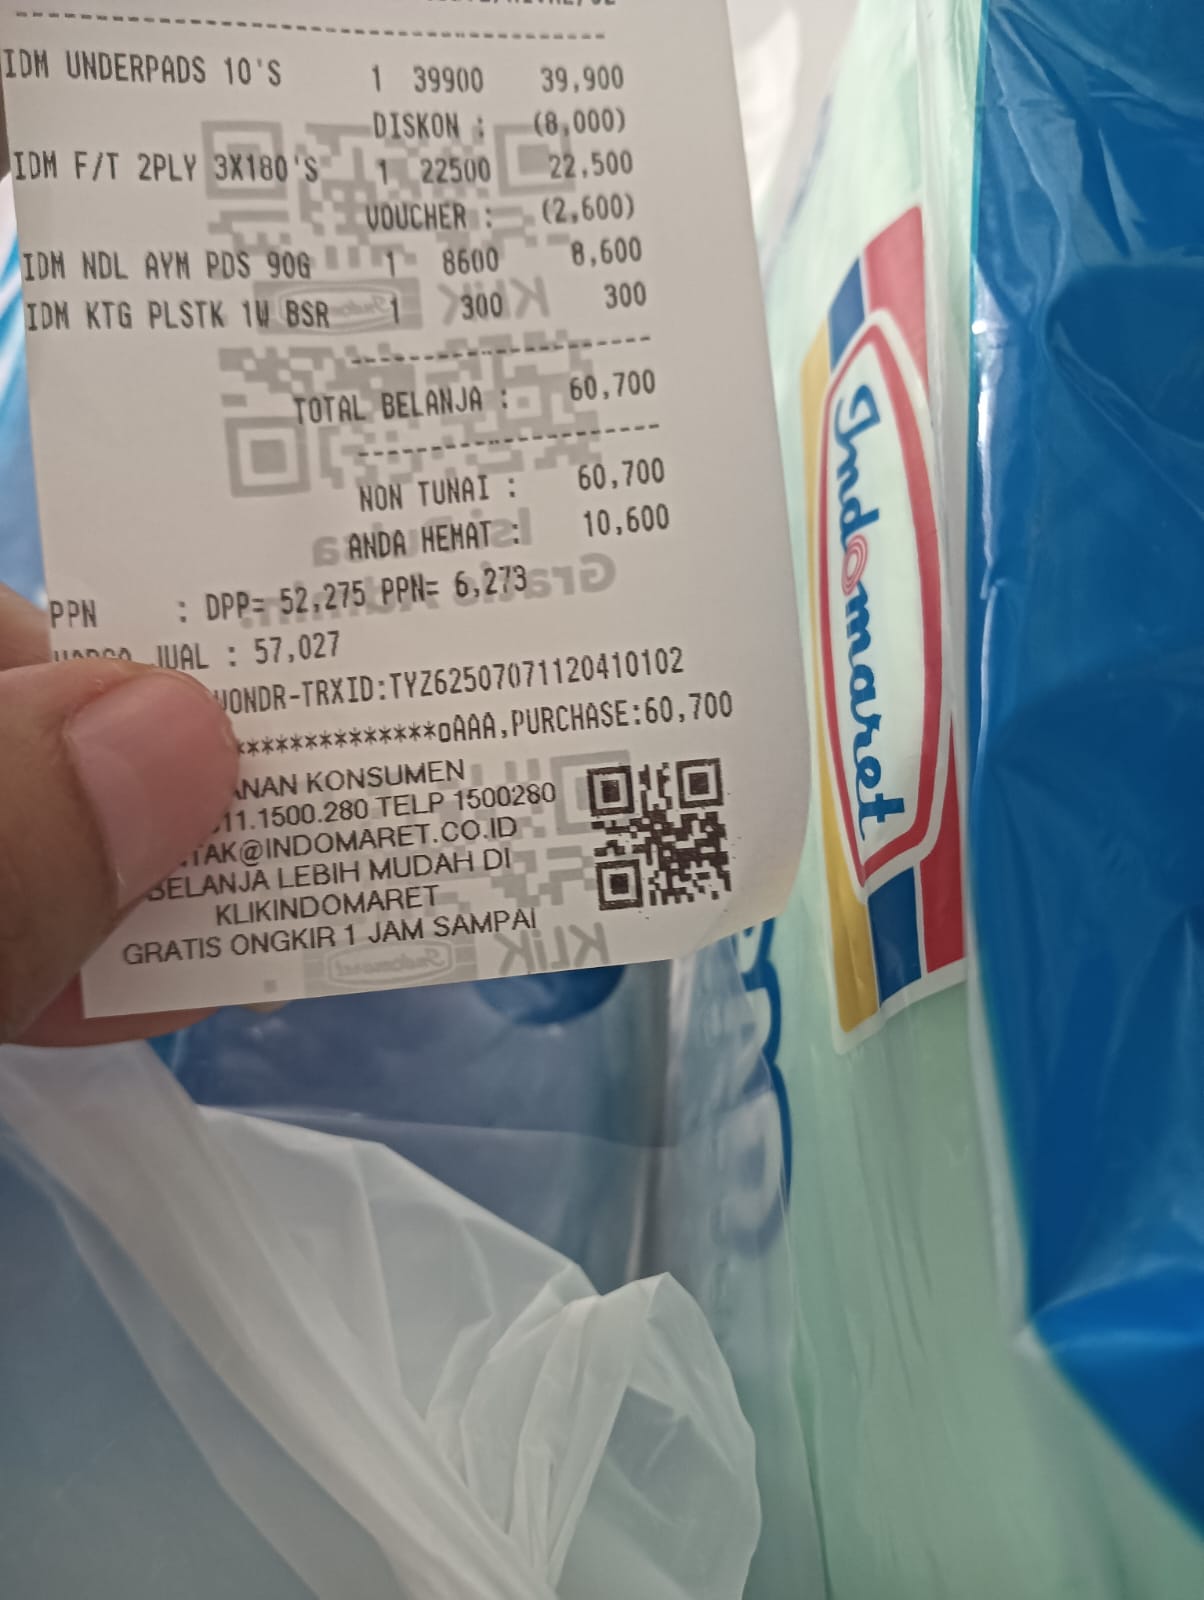 IDM UNDERPADS 10'S 1 39900 39,900
DISKON : (8,000)
IDM F/T 2PLY 3X180'S 1 22500 22,500
VOUCHER : (2,600)
IDM NDL AYM PDS 90G 1 8600 8,600
IDM KTG PLSTK 1W BSR 1 300 300
TOTAL BELANJA : 60,700
NON TUNAI : 60,700
ANDA HEMAT : 10,600
PPN : DPP= 52,275 PPN= 6,273
JUAL : 57,027
WONDR-TRXID:TYZ62507071120410102
**************oAAA,PURCHASE:60,700
ANAN KONSUMEN
11.1500.280 TELP 1500280
TAK@INDOMARET.CO.ID
BELANJA LEBIH MUDAH DI
KLIKINDOMARET
GRATIS ONGKIR 1 JAM SAMPAI
Indomaret